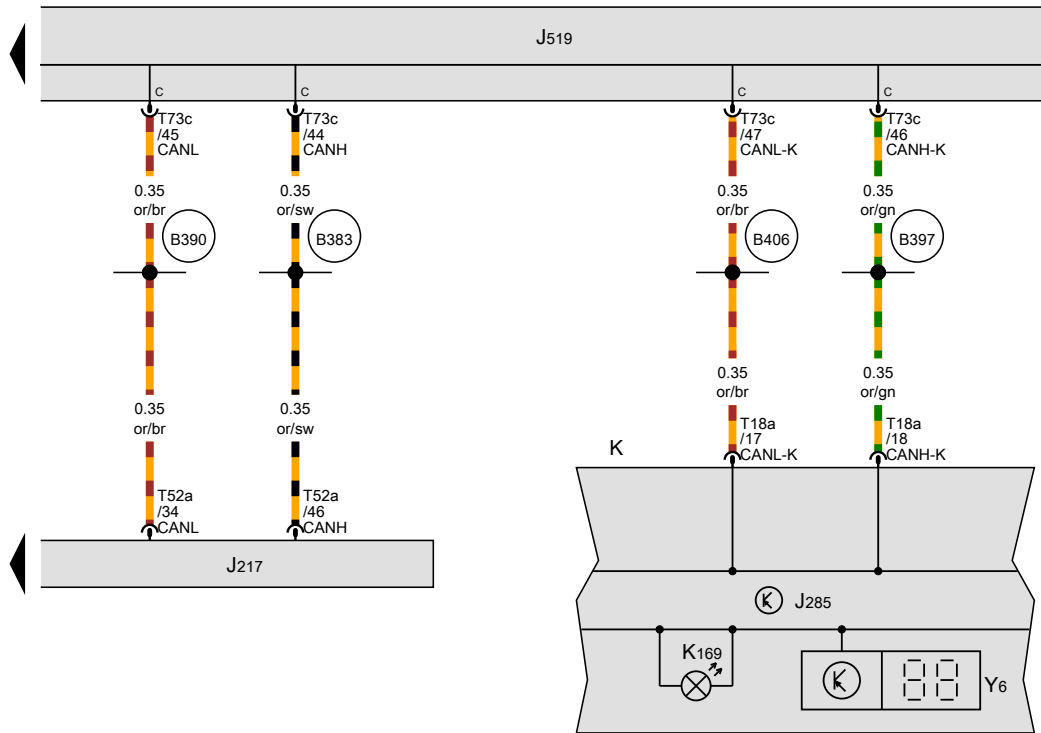 J519
C
C
C
C
T73c
/45
CANL
T73c
/44
CANH
T73c
/47
CANL-K
T73c
/46
CANH-K
0.35
or/br
0.35
or/sw
0.35
or/br
0.35
or/gn
B390
B383
B406
B397
0.35
or/br
0.35
or/sw
0.35
or/br
0.35
or/gn
T18a
/17
CANL-K
T18a
/18
CANH-K
K
T52a
/34
CANL
T52a
/46
CANH
J217
J285
K169
Y6